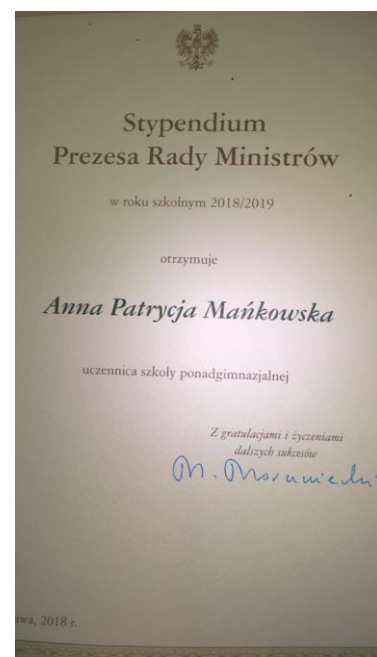 Stypendium
Prezesa Rady Ministrów
w roku szkolnym 2018/2019
otrzymuje
Anna Patrycja Mańkowska
uczennica szkoły ponadgimnazjalnej
Z gratulacjami i życzeniami
dalszych sukcesów
M. Morawiecki
awa, 2018 r.